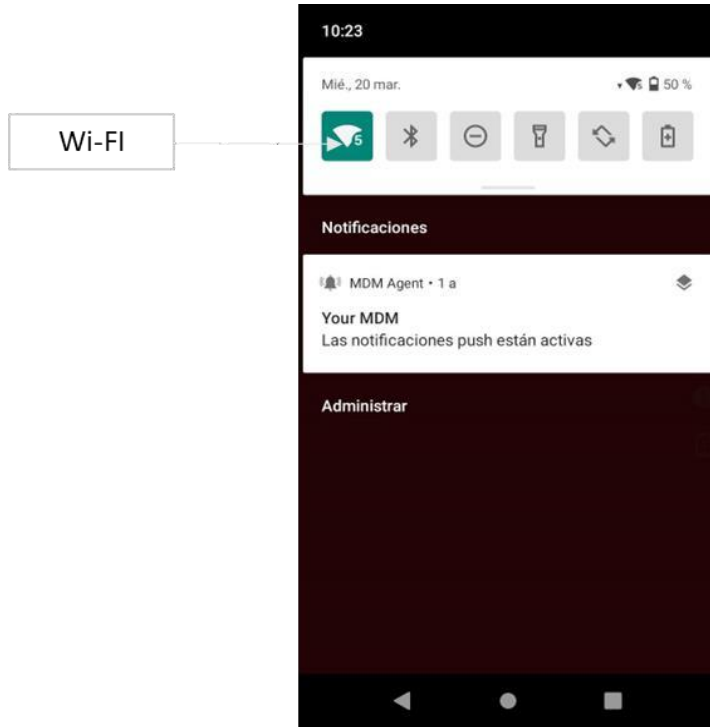 10:23
Mié., 20 mar.
5 50 %
Wi-FI
5
Notificaciones
MDM Agent • 1 a
Your MDM
Las notificaciones push están activas
Administrar